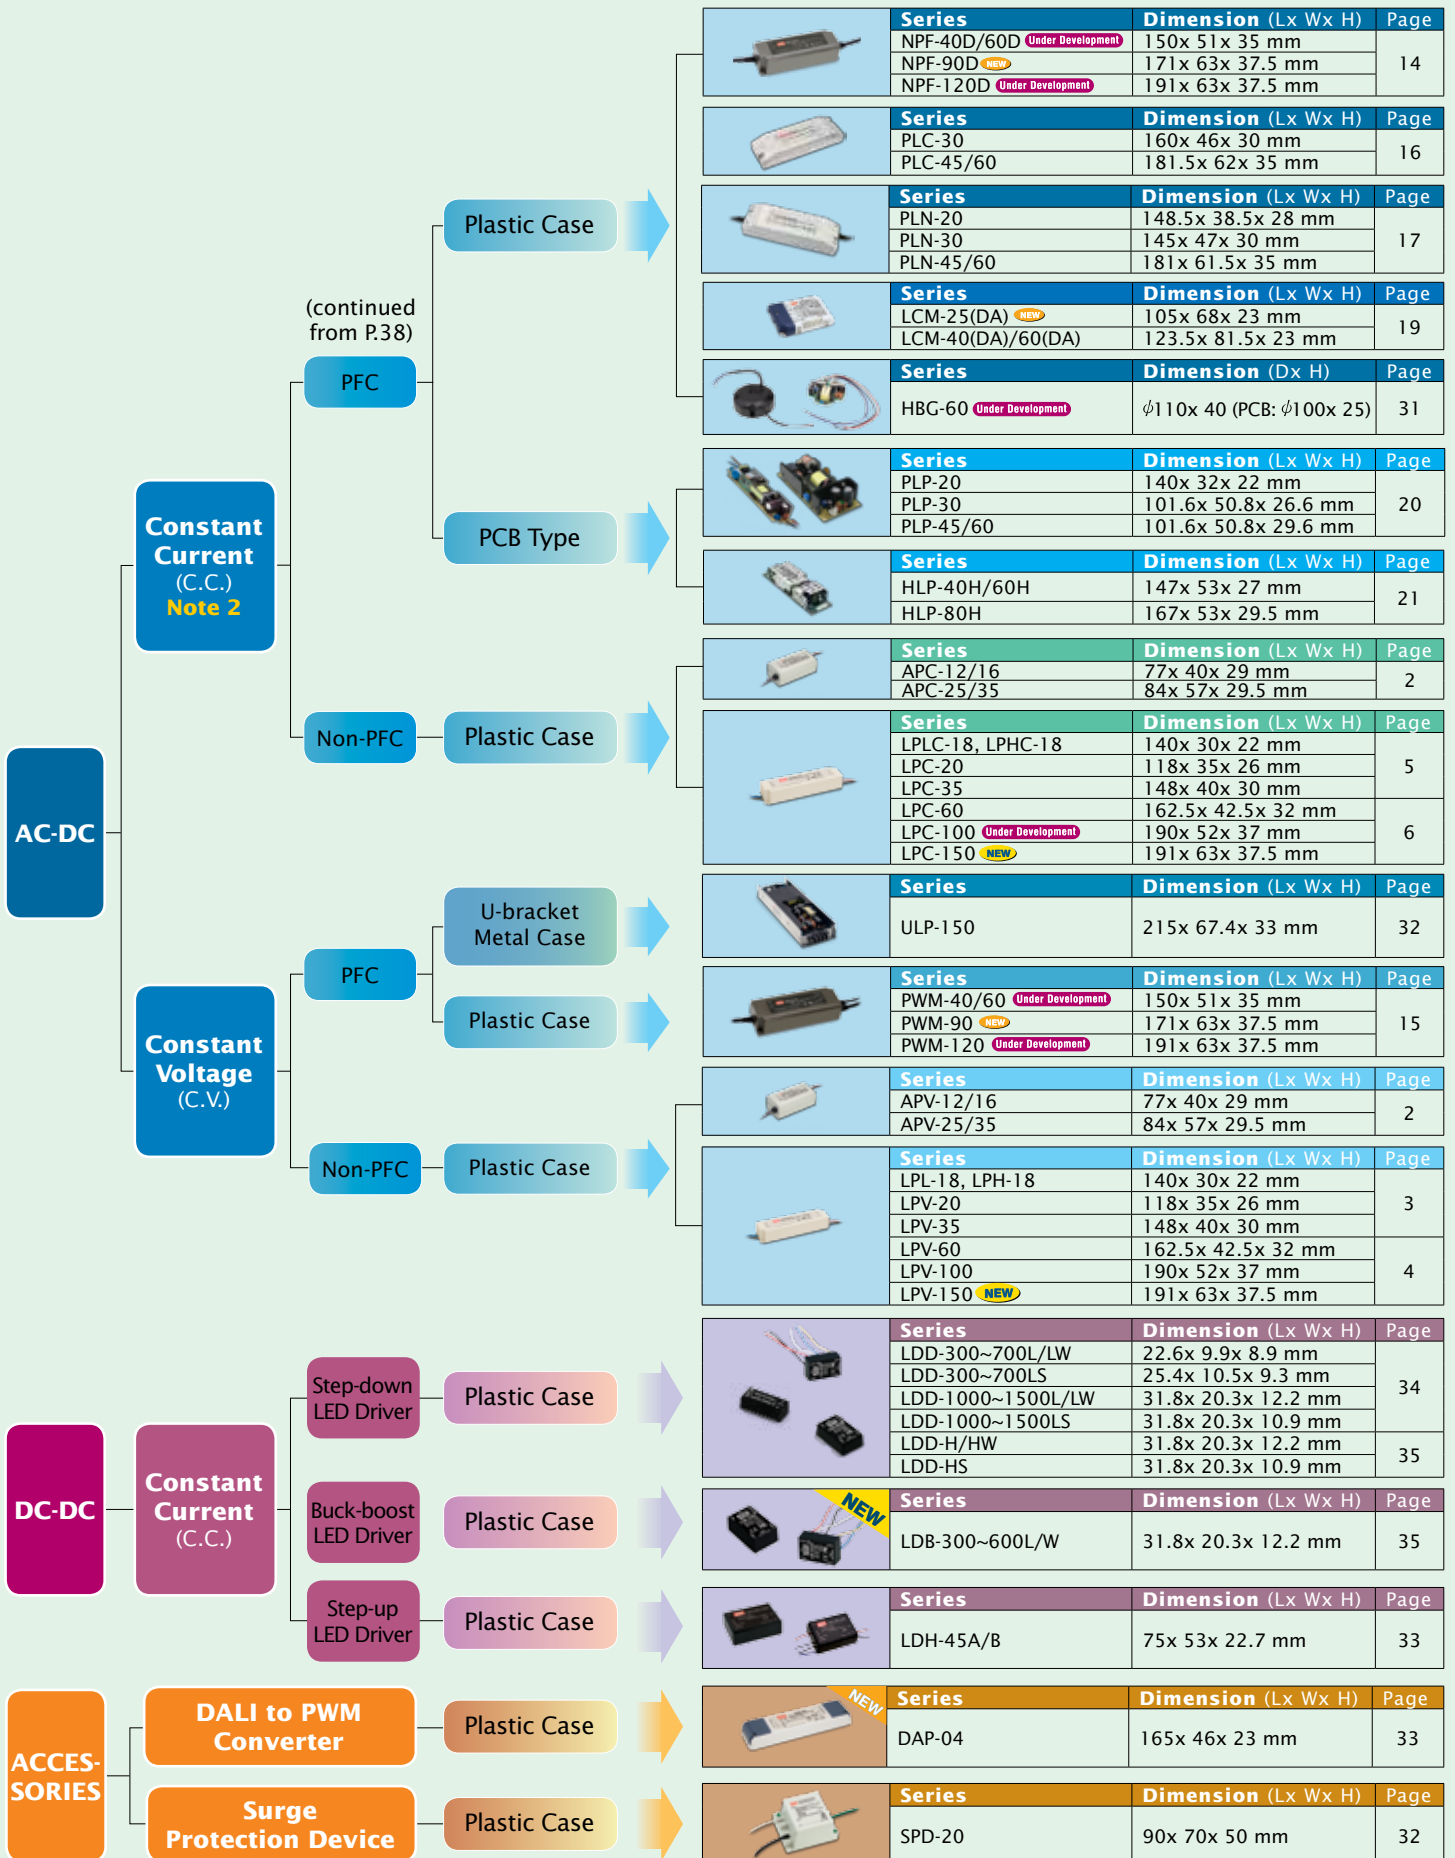 Series Dimension (Lx Wx H) Page
NPF-40D/60D Under Development 150x 51x 35 mm
NPF-90D NEW 171x 63x 37.5 mm 14
NPF-120D Under Development 191x 63x 37.5 mm
Series Dimension (Lx Wx H) Page
PLC-30 160x 46x 30 mm 16
PLC-45/60 181.5x 62x 35 mm
Plastic Case
Series Dimension (Lx Wx H) Page
PLN-20 148.5x 38.5x 28 mm
PLN-30 145x 47x 30 mm 17
PLN-45/60 181x 61.5x 35 mm
(continued
from P.38)
PFC
Series Dimension (Lx Wx H) Page
LCM-25(DA) NEW 105x 68x 23 mm 19
LCM-40(DA)/60(DA) 123.5x 81.5x 23 mm
Series Dimension (Dx H) Page
HBG-60 Under Development ϕ110x 40 (PCB: ϕ100x 25) 31
Constant
Current
(C.C.)
Note 2
PCB Type
Series Dimension (Lx Wx H) Page
PLP-20 140x 32x 22 mm
PLP-30 101.6x 50.8x 26.6 mm 20
PLP-45/60 101.6x 50.8x 29.6 mm
Series Dimension (Lx Wx H) Page
HLP-40H/60H 147x 53x 27 mm 21
HLP-80H 167x 53x 29.5 mm
Non-PFC
Plastic Case
Series Dimension (Lx Wx H) Page
APC-12/16 77x 40x 29 mm 2
APC-25/35 84x 57x 29.5 mm
Series Dimension (Lx Wx H) Page
LPLC-18, LPHC-18 140x 30x 22 mm
LPC-20 118x 35x 26 mm 5
LPC-35 148x 40x 30 mm
LPC-60 162.5x 42.5x 32 mm
LPC-100 Under Development 190x 52x 37 mm 6
LPC-150 NEW 191x 63x 37.5 mm
AC-DC
U-bracket
Metal Case
Series Dimension (Lx Wx H) Page
ULP-150 215x 67.4x 33 mm 32
PFC
Plastic Case
Series Dimension (Lx Wx H) Page
PWM-40/60 Under Development 150x 51x 35 mm
PWM-90 NEW 171x 63x 37.5 mm 15
PWM-120 Under Development 191x 63x 37.5 mm
Constant
Voltage
(C.V.)
Series Dimension (Lx Wx H) Page
APV-12/16 77x 40x 29 mm 2
APV-25/35 84x 57x 29.5 mm
Non-PFC
Plastic Case
Series Dimension (Lx Wx H) Page
LPL-18, LPH-18 140x 30x 22 mm
LPV-20 118x 35x 26 mm 3
LPV-35 148x 40x 30 mm
LPV-60 162.5x 42.5x 32 mm
LPV-100 190x 52x 37 mm 4
LPV-150 NEW 191x 63x 37.5 mm
Step-down
LED Driver
Plastic Case
Series Dimension (Lx Wx H) Page
LDD-300~700L/LW 22.6x 9.9x 8.9 mm
LDD-300~700LS 25.4x 10.5x 9.3 mm 34
LDD-1000~1500L/LW 31.8x 20.3x 12.2 mm
LDD-1000~1500LS 31.8x 20.3x 10.9 mm
LDD-H/HW 31.8x 20.3x 12.2 mm 35
LDD-HS 31.8x 20.3x 10.9 mm
DC-DC
Constant
Current
(C.C.)
Buck-boost
LED Driver
Plastic Case
NEW
Series Dimension (Lx Wx H) Page
LDB-300~600L/W 31.8x 20.3x 12.2 mm 35
Step-up
LED Driver
Plastic Case
Series Dimension (Lx Wx H) Page
LDH-45A/B 75x 53x 22.7 mm 33
ACCES-
SORIES
DALI to PWM
Converter
Plastic Case
NEW
Series Dimension (Lx Wx H) Page
DAP-04 165x 46x 23 mm 33
Surge
Protection Device
Plastic Case
Series Dimension (Lx Wx H) Page
SPD-20 90x 70x 50 mm 32